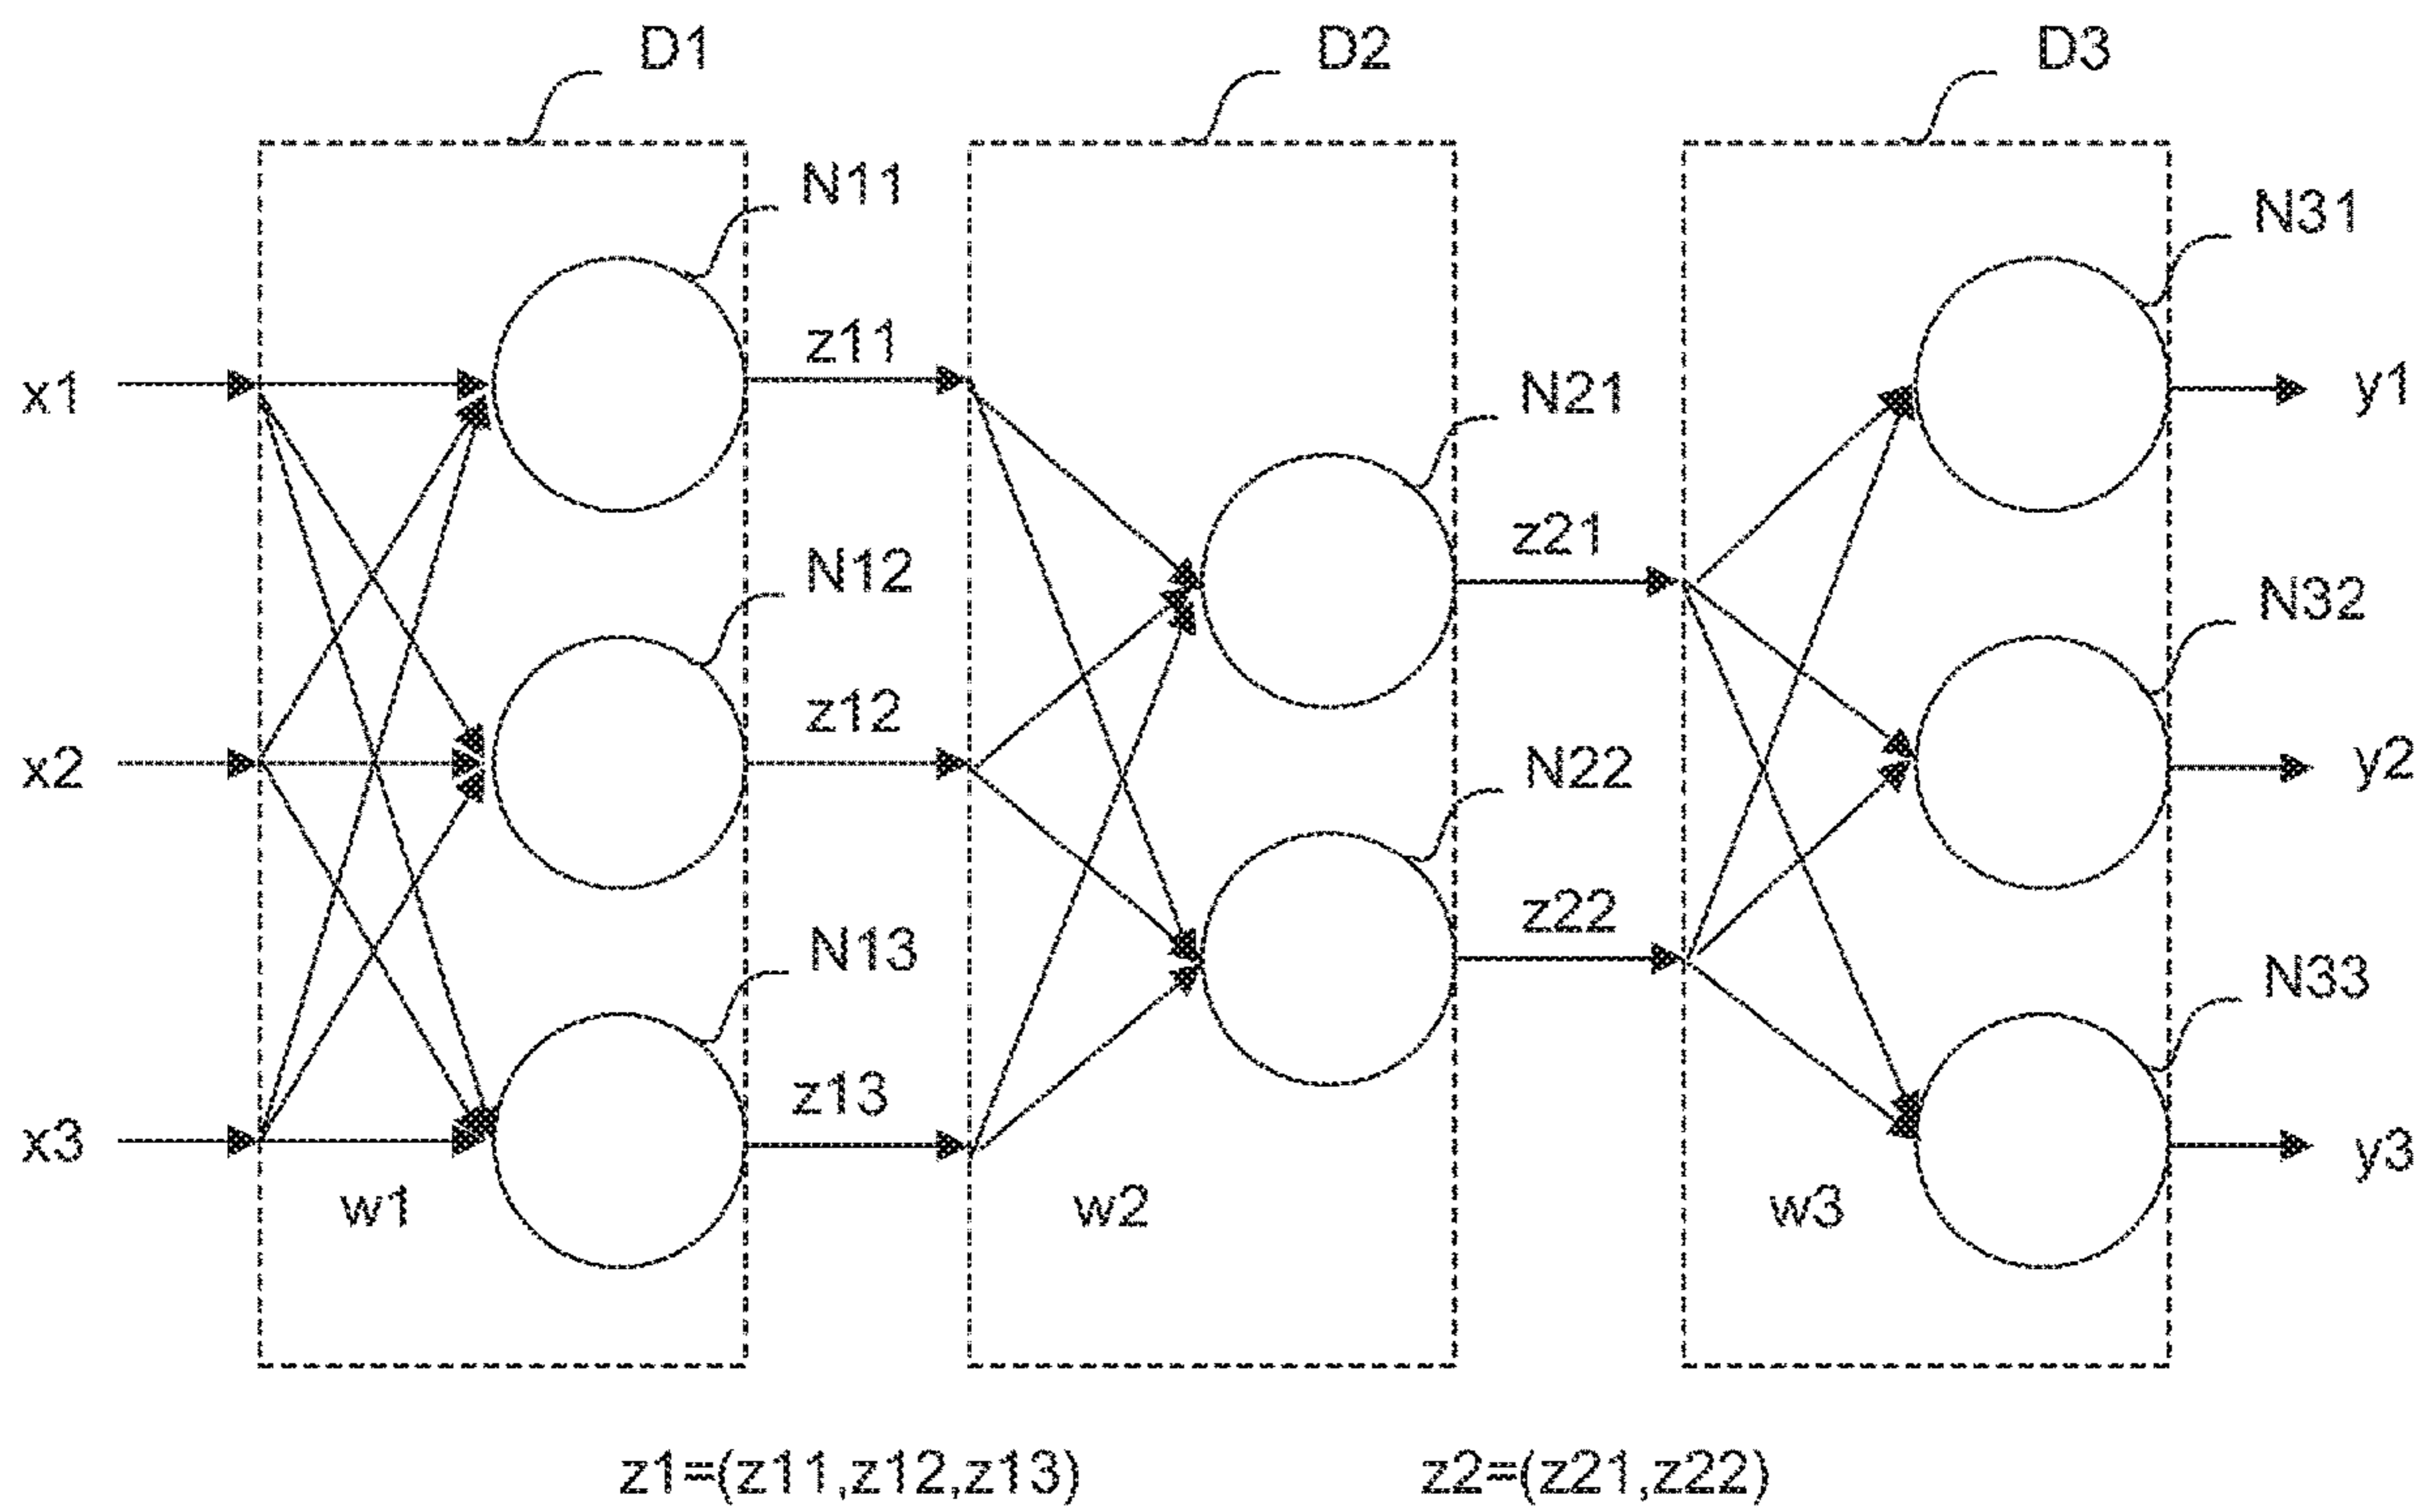 D1 D2 D3
N11
N31
z11
x1 N21 y1
z21
N12
N32
z12
x2 N22 y2
z22
N13
N33
z13
x3 y3
w1 w2 w3
z1=(z11,z12,z13) z2=(z21,z22)